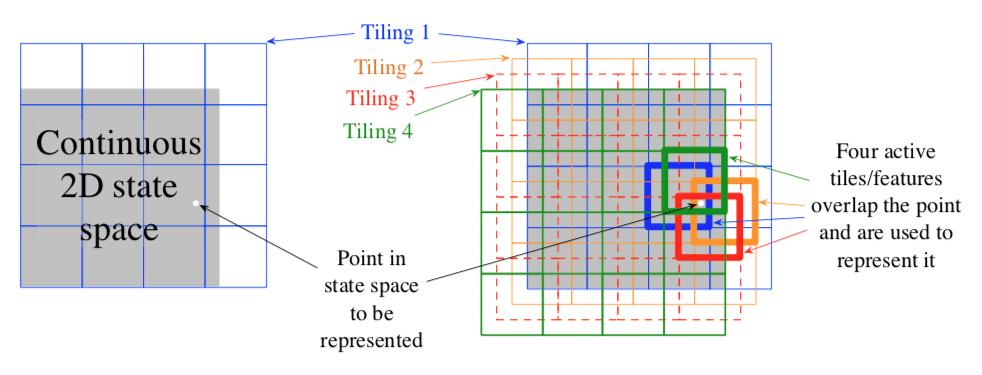 Tiling 1
Tiling 2
Tiling 3
Tiling 4
Continuous
2D state
space
Point in
state space
to be
represented
Four active
tiles/features
overlap the point
and are used to
represent it